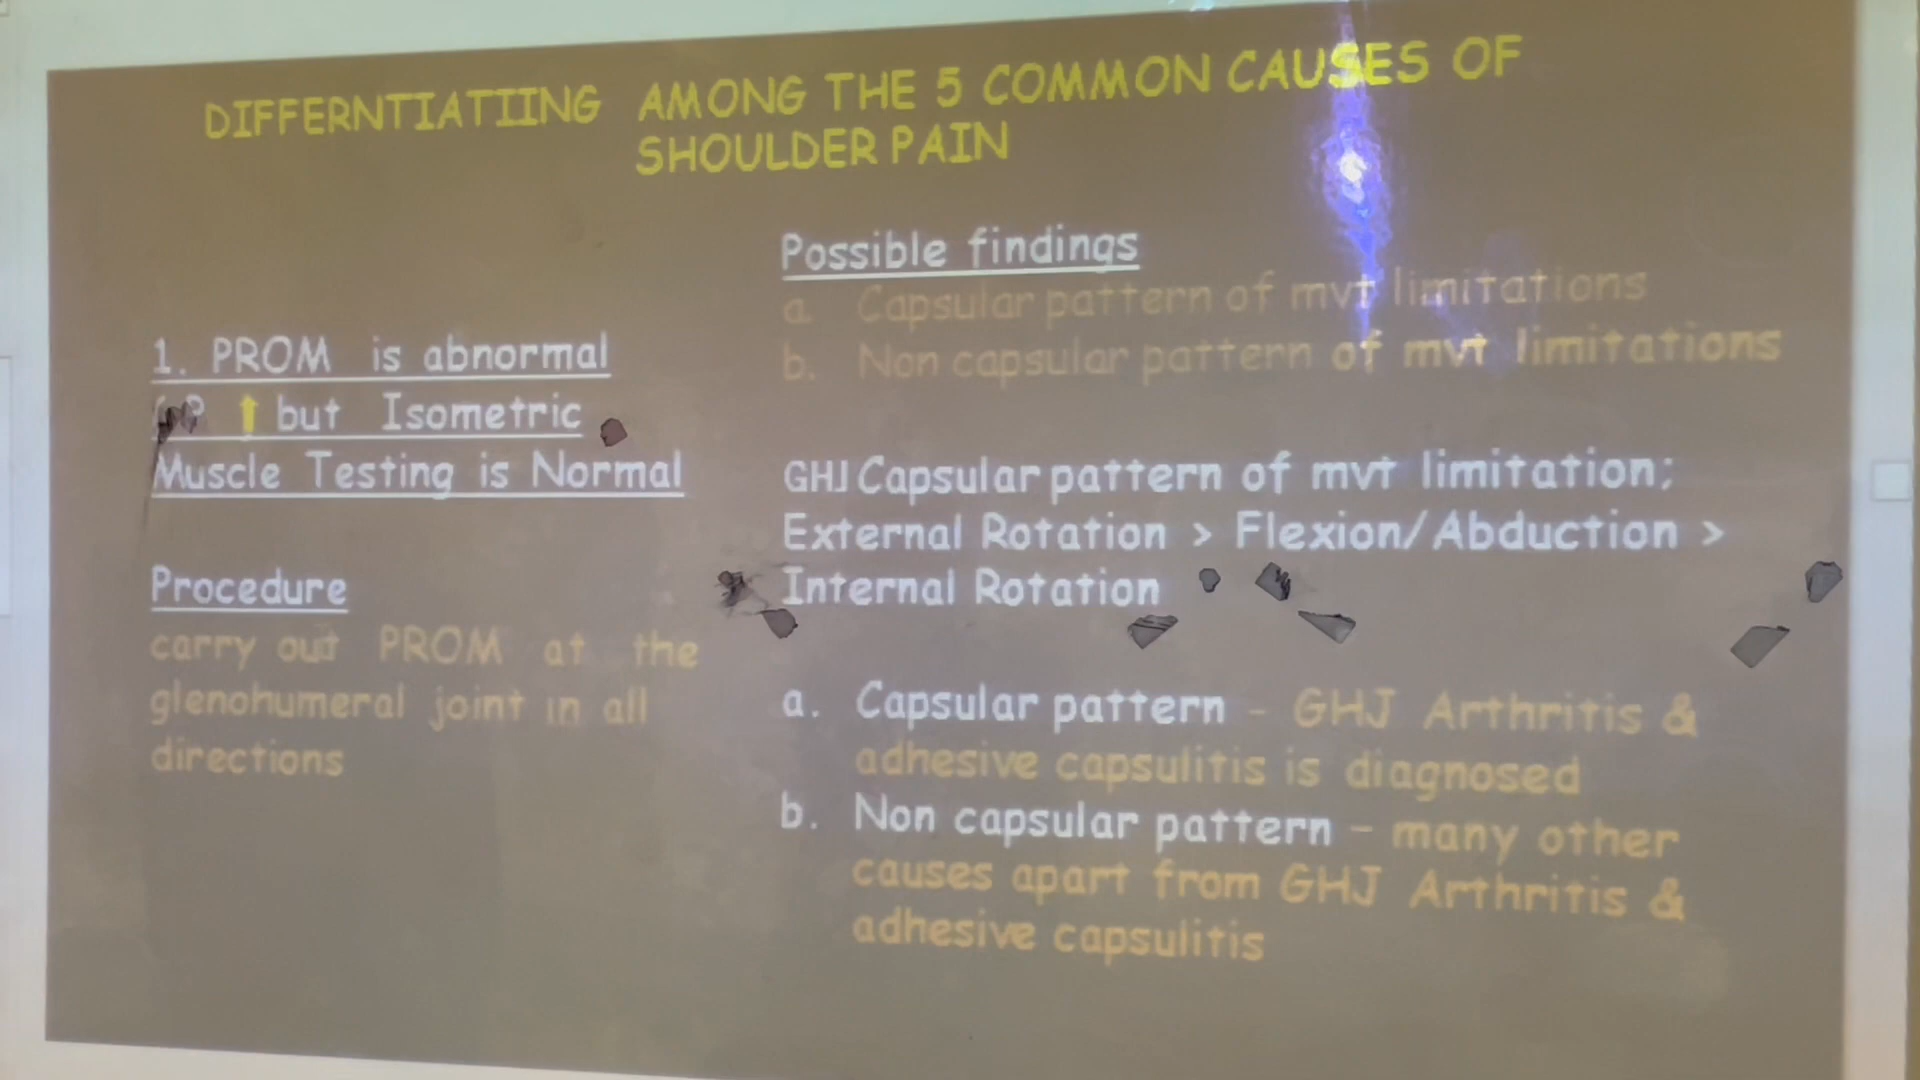 DIFFERNTIATIING AMONG THE 5 COMMON CAUSES OF
SHOULDER PAIN
1. PROM is abnormal
⬆ but Isometric
Muscle Testing is Normal
Procedure
carry out PROM at the
glenohumeral joint in all
directions
Possible findings
a. Capsular pattern of mvt limitations
b. Non capsular pattern of mvt limitations
GHJ Capsular pattern of mvt limitation;
External Rotation > Flexion/Abduction >
Internal Rotation
a. Capsular pattern – GHJ Arthritis &
adhesive capsulitis is diagnosed
b. Non capsular pattern – many other
causes apart from GHJ Arthritis &
adhesive capsulitis